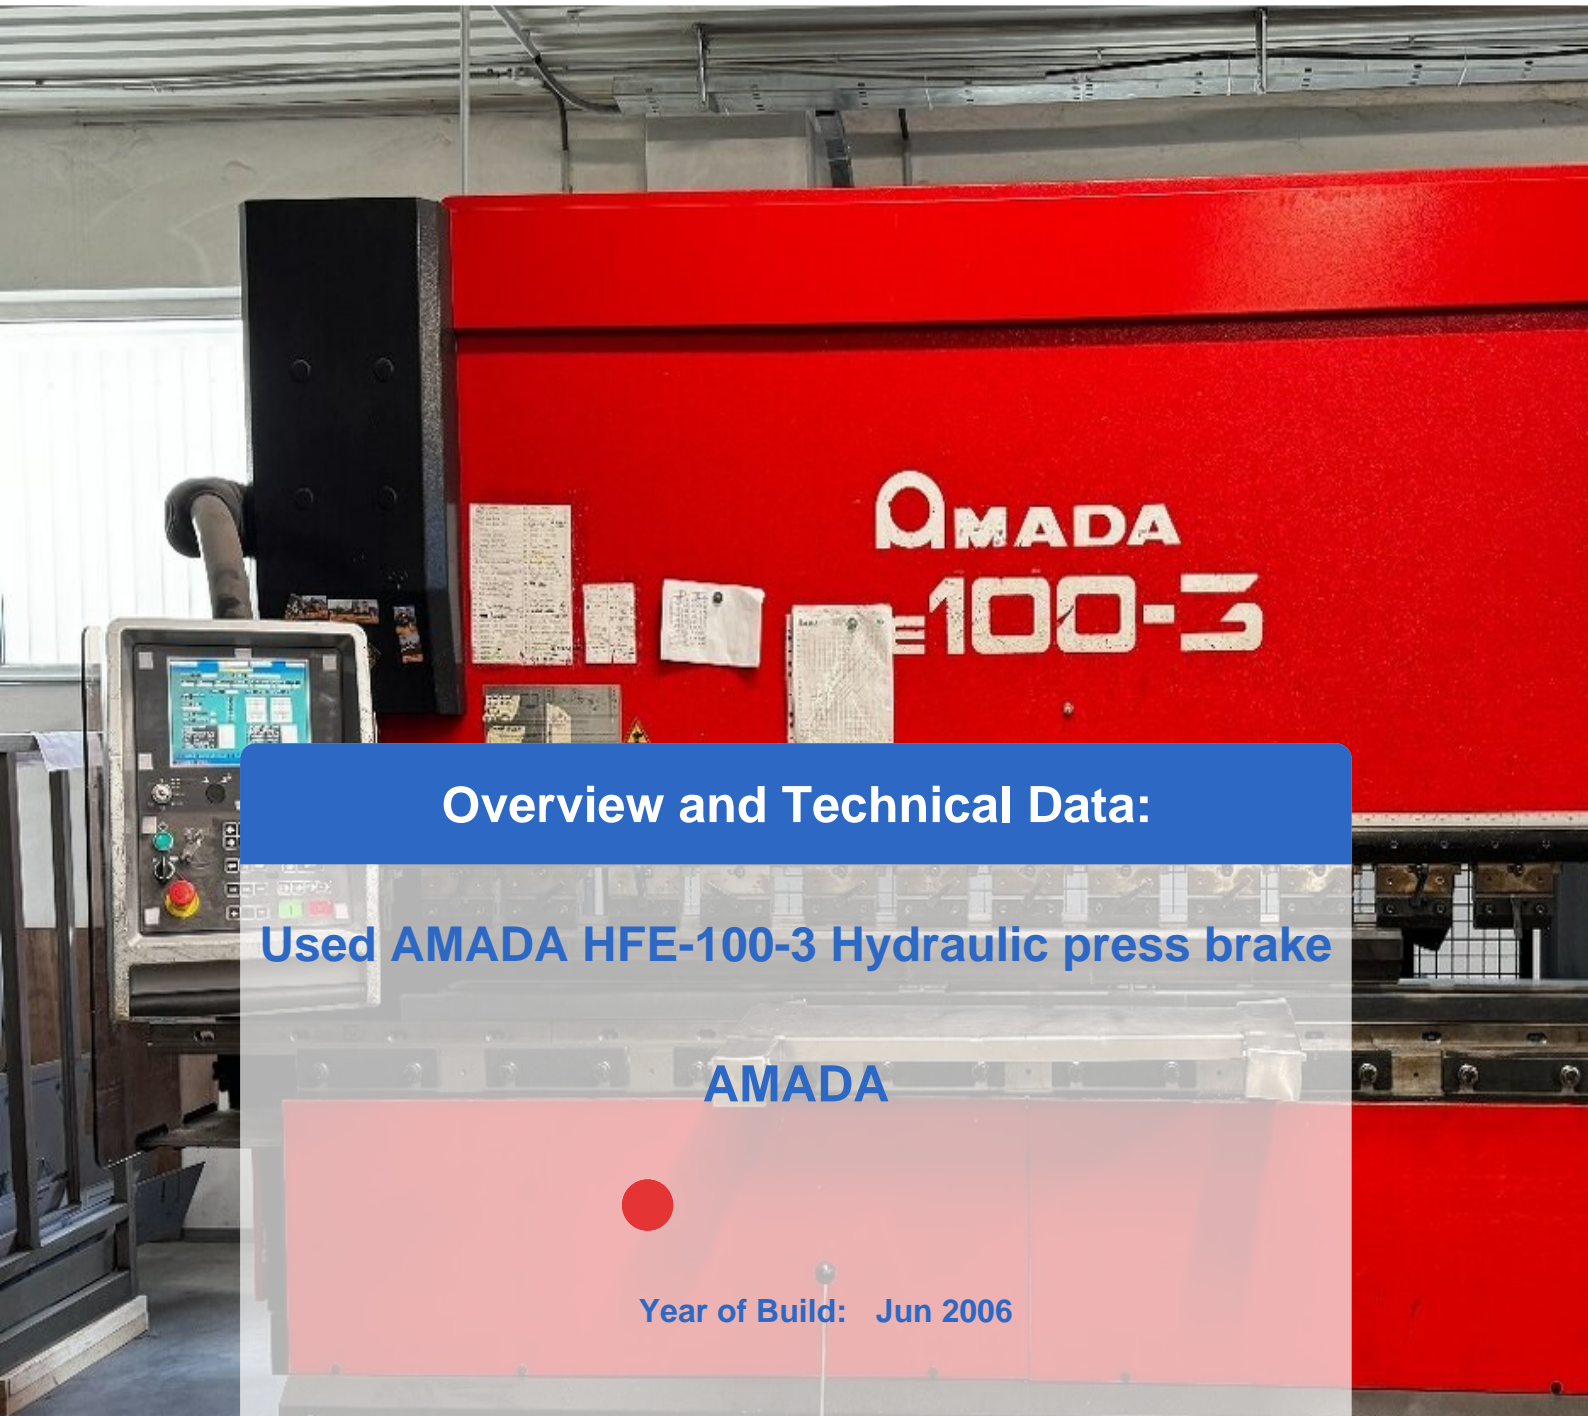 AMADA
E100-3
Overview and Technical Data:
Used AMADA HFE-100-3 Hydraulic press brake
AMADA
Year of Build: Jun 2006